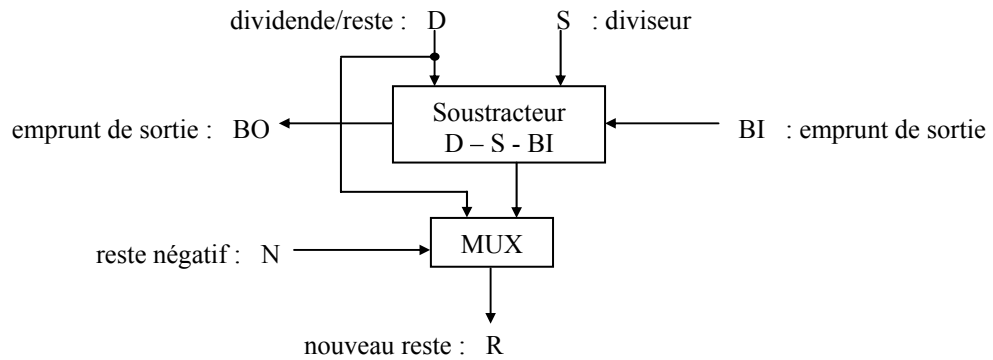 dividende/reste : D S : diviseur
Soustracteur
emprunt de sortie : BO D – S - BI BI : emprunt de sortie
reste négatif : N MUX
nouveau reste : R